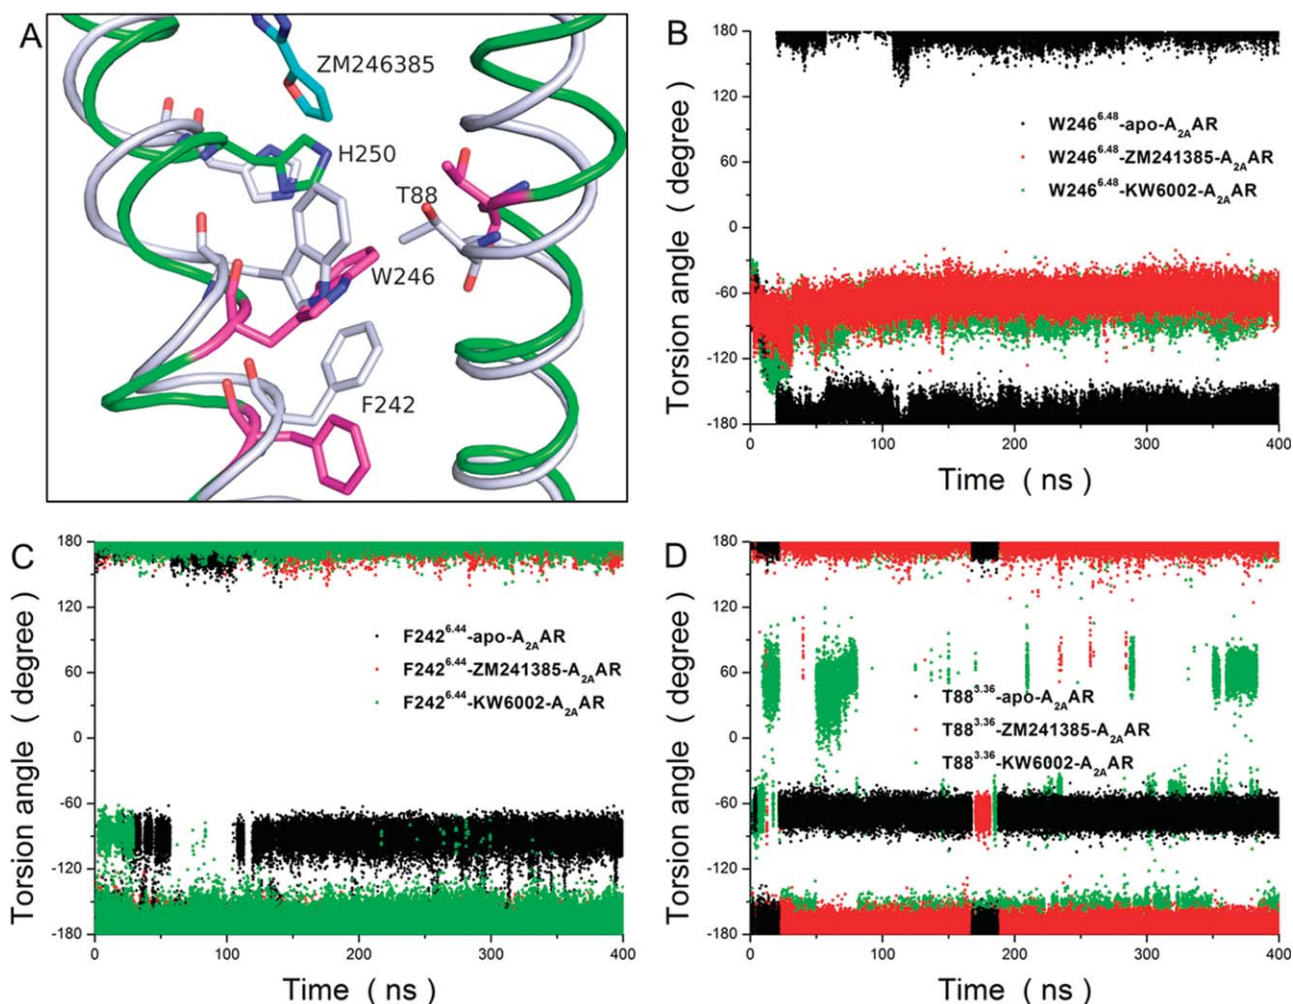 A
ZM246385
H250
T88
W246
F242
B
Torsion angle ( degree )
180
120
60
0
-60
-120
-180
W246^6.48-apo-A2AAR
W246^6.48-ZM241385-A2AAR
W246^6.48-KW6002-A2AAR
0 100 200 300 400
Time ( ns )
C
Torsion angle ( degree )
180
120
60
0
-60
-120
-180
F242^6.44-apo-A2AAR
F242^6.44-ZM241385-A2AAR
F242^6.44-KW6002-A2AAR
0 100 200 300 400
Time ( ns )
D
Torsion angle ( degree )
180
120
60
0
-60
-120
-180
T88^3.36-apo-A2AAR
T88^3.36-ZM241385-A2AAR
T88^3.36-KW6002-A2AAR
0 100 200 300 400
Time ( ns )